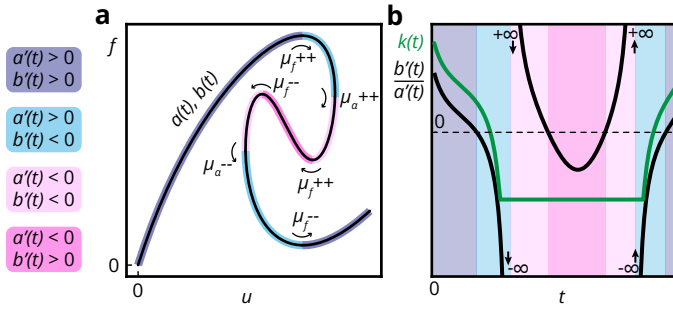 a
b
a′(t) > 0
b′(t) > 0
a′(t) > 0
b′(t) < 0
a′(t) < 0
b′(t) < 0
a′(t) < 0
b′(t) > 0
f
a(t), b(t)
μf++
μf--
μa++
μa--
μf++
μf--
0
0
u
k(t)
b′(t)
a′(t)
0
+∞
+∞
-∞
-∞
0
t